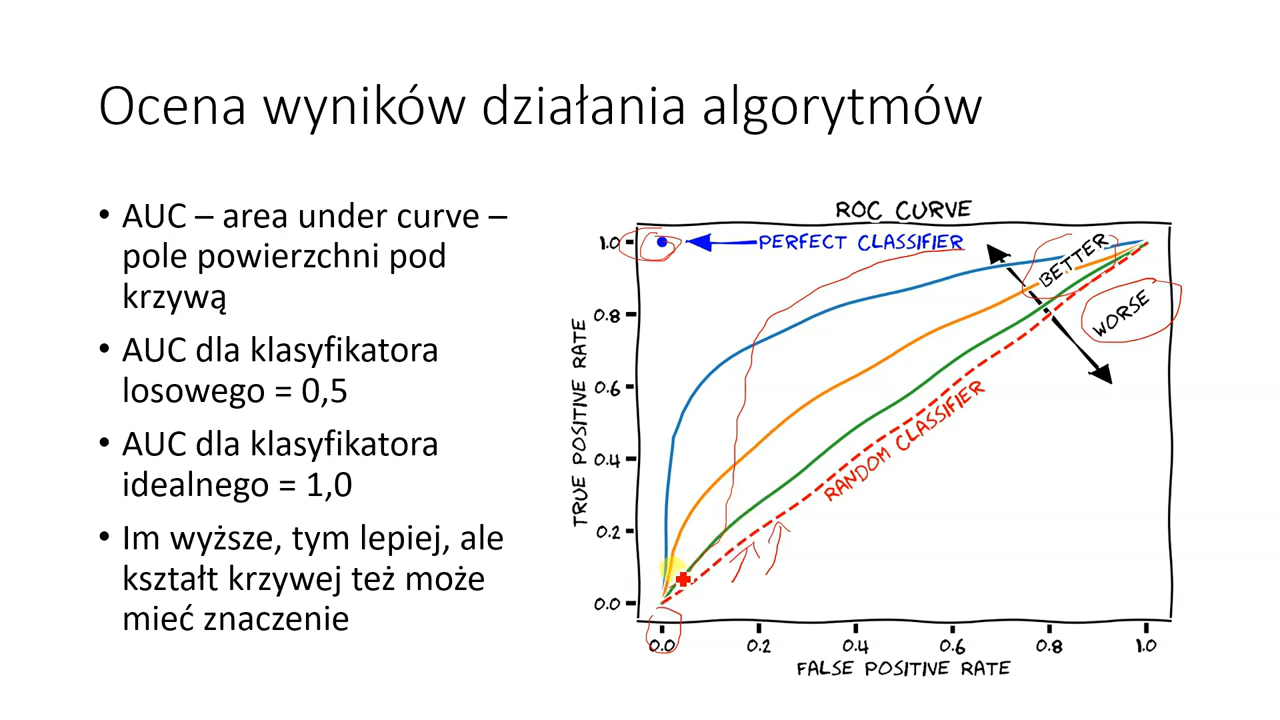 Ocena wyników działania algorytmów
• AUC – area under curve –
pole powierzchni pod
krzywą
• AUC dla klasyfikatora
losowego = 0,5
• AUC dla klasyfikatora
idealnego = 1,0
• Im wyższe, tym lepiej, ale
kształt krzywej też może
mieć znaczenie
ROC CURVE
PERFECT CLASSIFIER
BETTER
WORSE
RANDOM CLASSIFIER
TRUE POSITIVE RATE
1.0
0.8
0.6
0.4
0.2
0.0
0.0 0.2 0.4 0.6 0.8 1.0
FALSE POSITIVE RATE